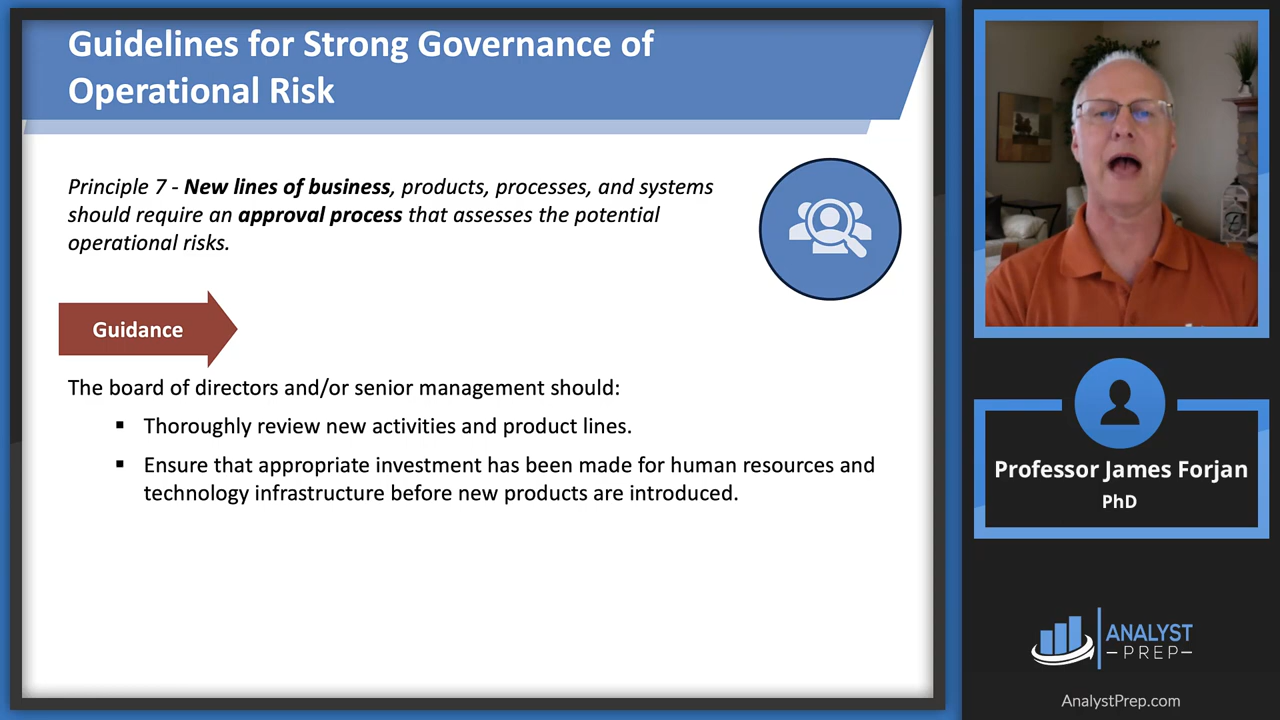 Guidelines for Strong Governance of
Operational Risk
Principle 7 - New lines of business, products, processes, and systems
should require an approval process that assesses the potential
operational risks.
Guidance
The board of directors and/or senior management should:
▪ Thoroughly review new activities and product lines.
▪ Ensure that appropriate investment has been made for human resources and
technology infrastructure before new products are introduced.
Professor James Forjan
PhD
ANALYST
PREP
AnalystPrep.com